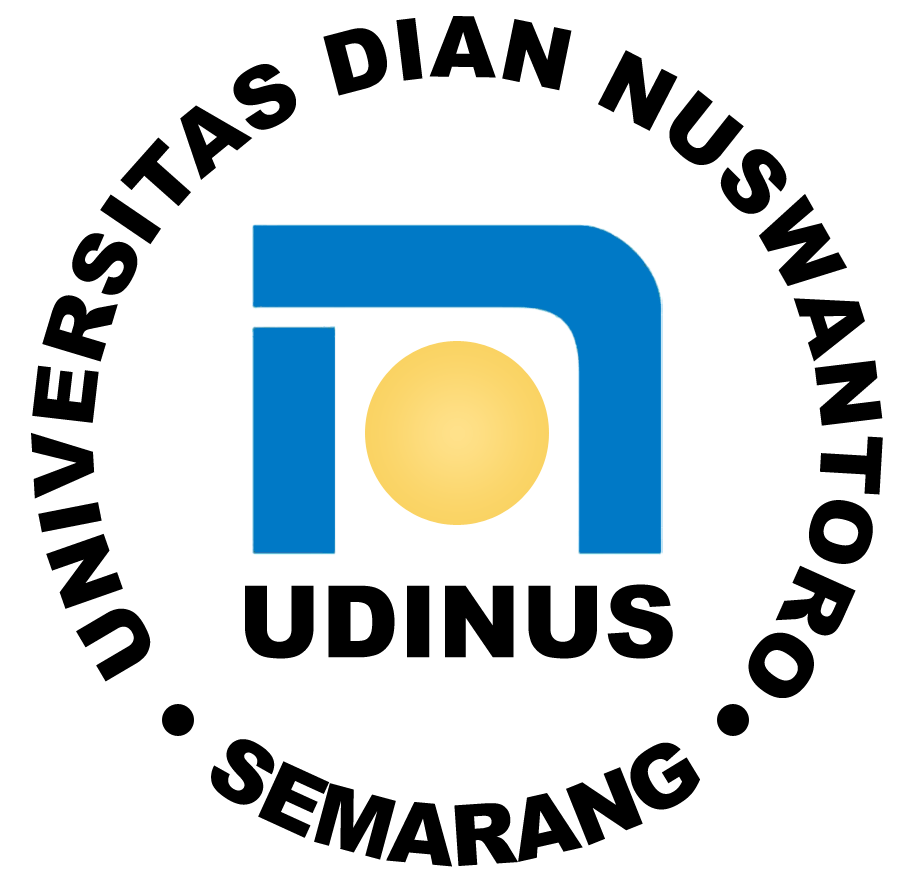 UNIVERSITAS DIAN NUSWANTORO
UDINUS
• SEMARANG •